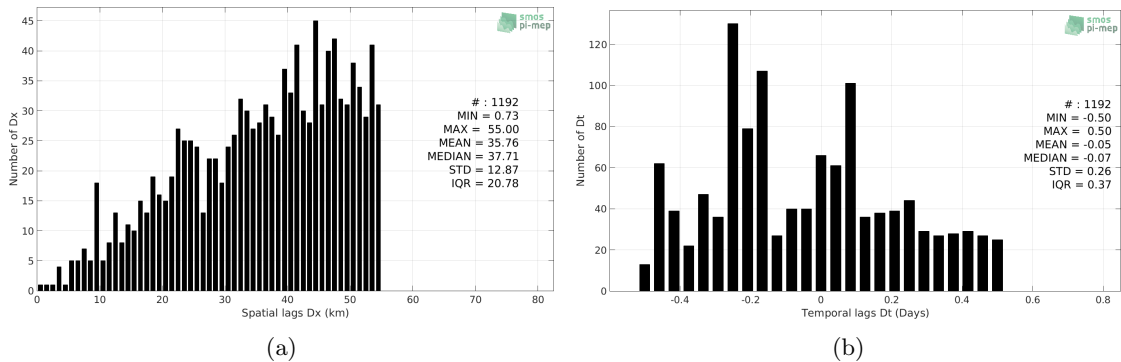 smos
pi-mep
45
40
35
30
25
20
15
10
5
0
Number of Dx
# : 1192
MIN = 0.73
MAX = 55.00
MEAN = 35.76
MEDIAN = 37.71
STD = 12.87
IQR = 20.78
0 10 20 30 40 50 60 70 80
Spatial lags Dx (km)
(a)
smos
pi-mep
120
100
80
60
40
20
0
Number of Dt
# : 1192
MIN = -0.50
MAX = 0.50
MEAN = -0.05
MEDIAN = -0.07
STD = 0.26
IQR = 0.37
-0.4 -0.2 0 0.2 0.4 0.6 0.8
Temporal lags Dt (Days)
(b)